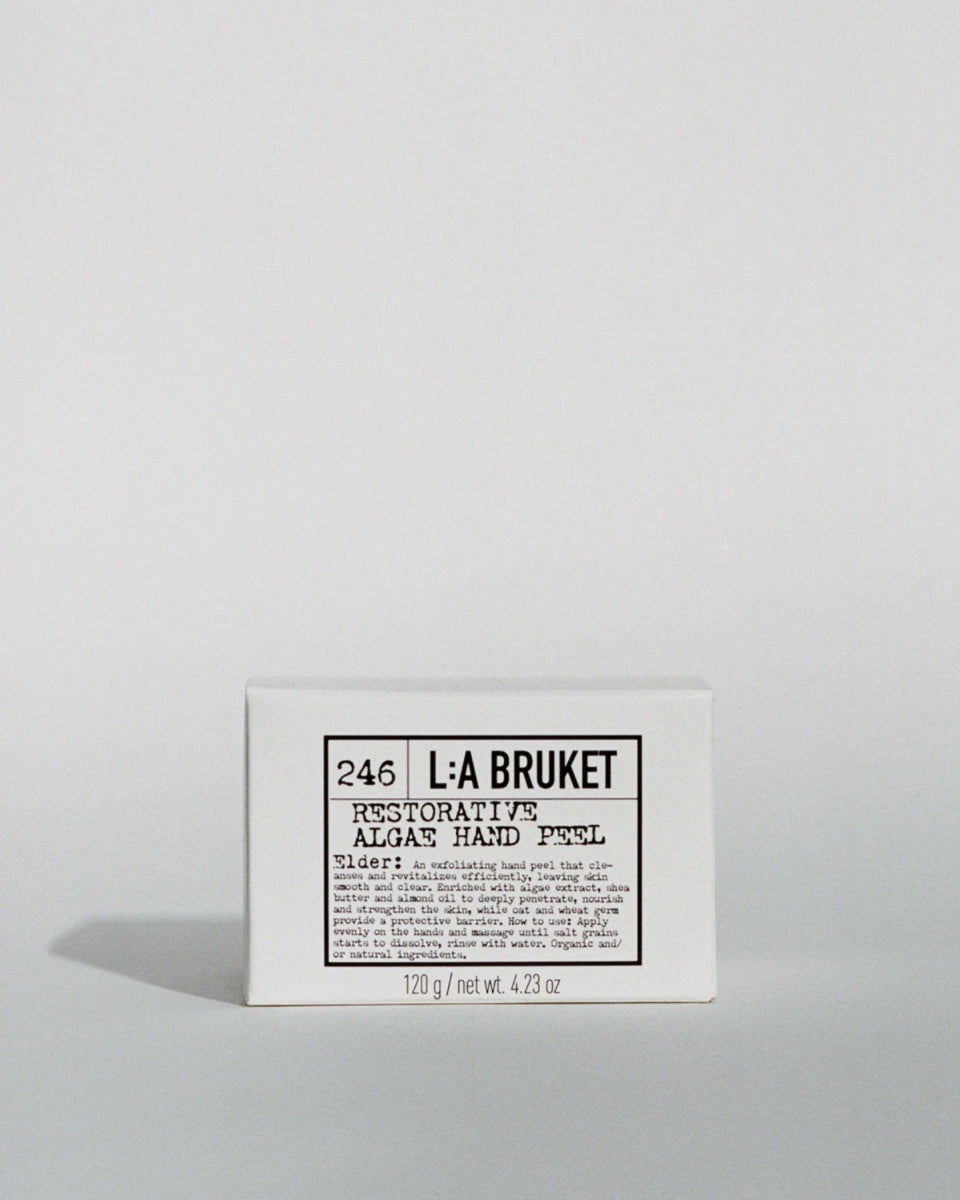 246
L:A BRUKET
RESTORATIVE
ALGAE HAND PEEL
Elder: An exfoliating hand peel that cle-
anses and revitalizes efficiently, leaving skin
smooth and clear. Enriched with algae extract, shea
butter and almond oil to deeply penetrate, nourish
and strengthen the skin, while oat and wheat germ
provide a protective barrier. How to use: Apply
evenly on the hands and massage until salt grains
starts to dissolve, rinse with water. Organic and/
or natural ingredients.
120 g / net wt. 4.23 oz